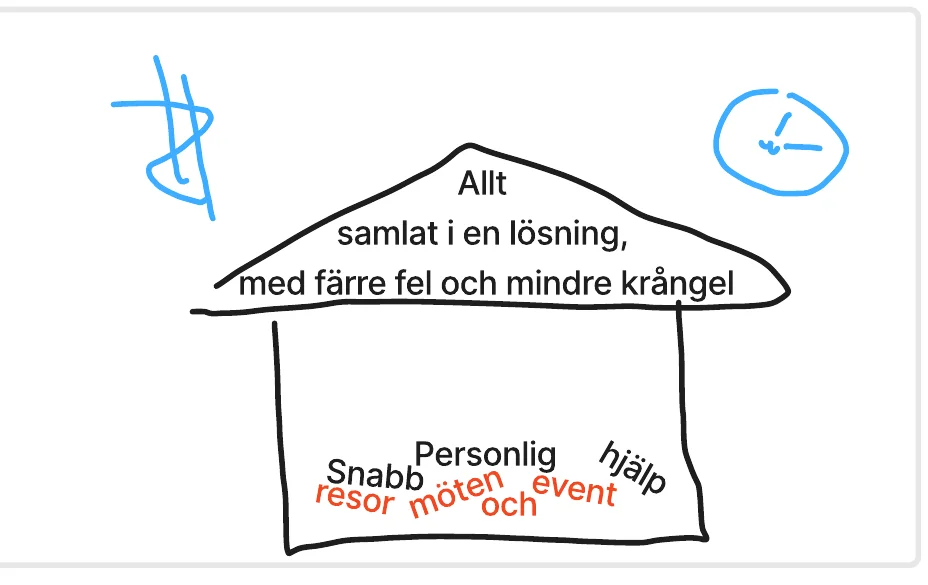 Allt
samlat i en lösning,
med färre fel och mindre krångel
Snabb Personlig hjälp
resor möten och event